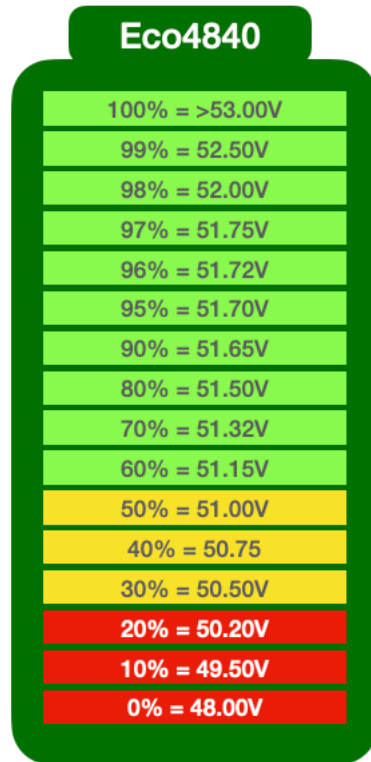 Eco4840
100% = >53.00V
99% = 52.50V
98% = 52.00V
97% = 51.75V
96% = 51.72V
95% = 51.70V
90% = 51.65V
80% = 51.50V
70% = 51.32V
60% = 51.15V
50% = 51.00V
40% = 50.75
30% = 50.50V
20% = 50.20V
10% = 49.50V
0% = 48.00V